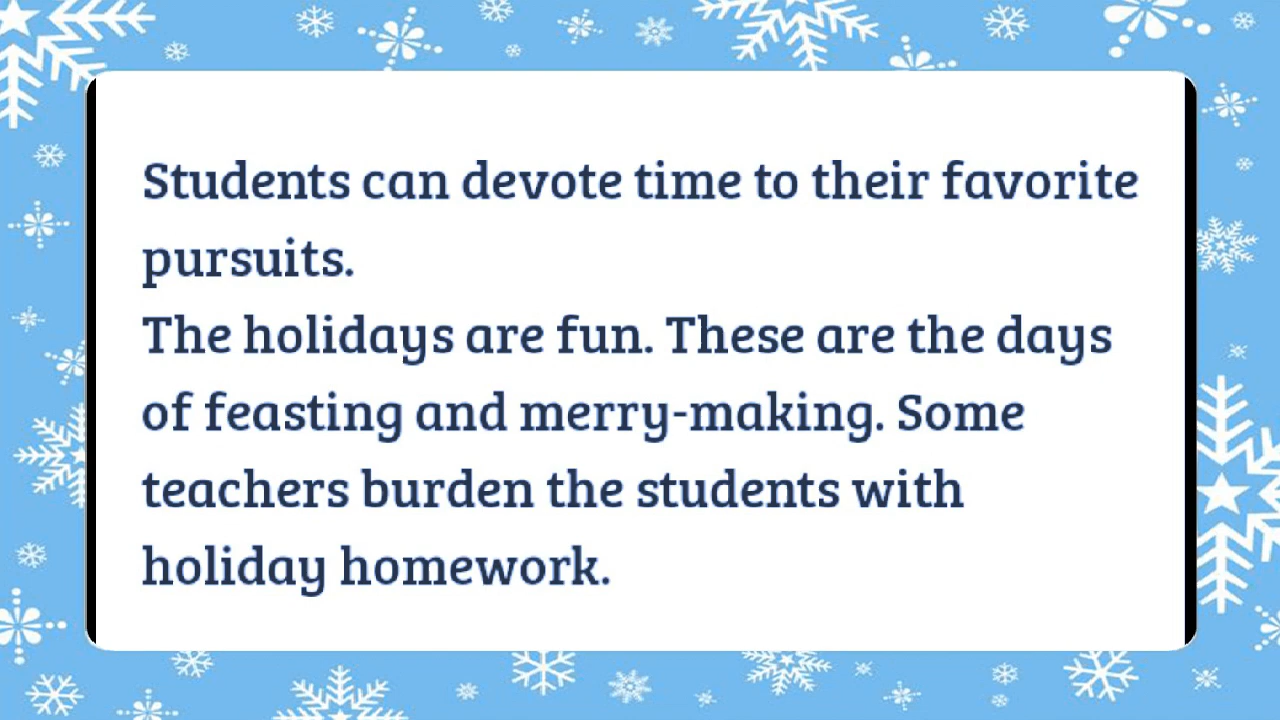 Students can devote time to their favorite
pursuits.
The holidays are fun. These are the days
of feasting and merry-making. Some
teachers burden the students with
holiday homework.